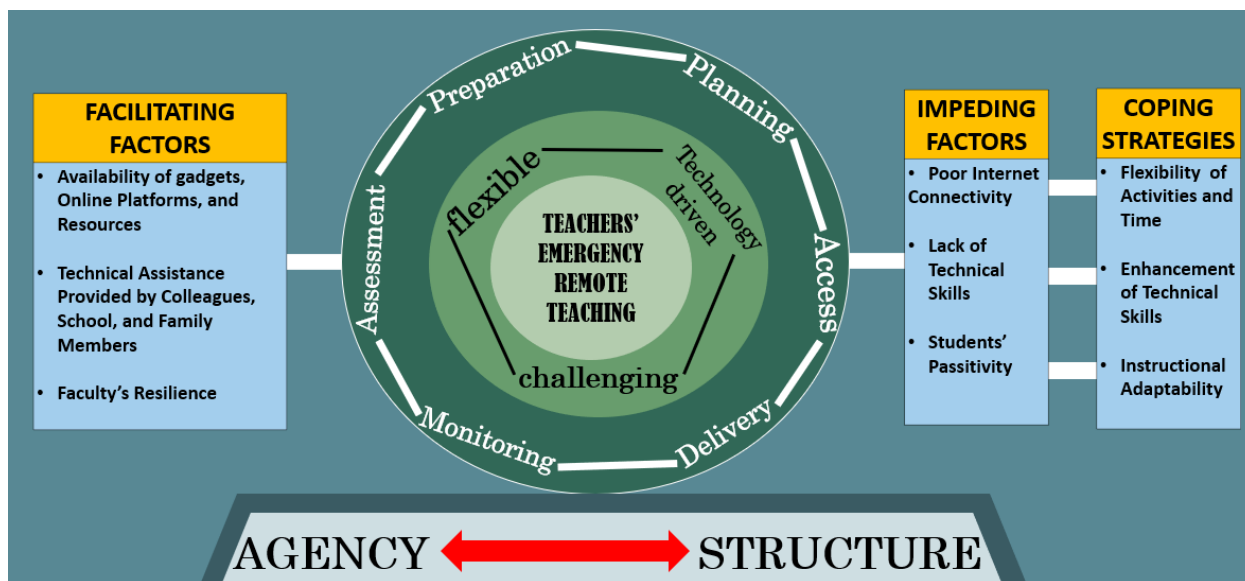 FACILITATING
FACTORS
• Availability of gadgets,
Online Platforms, and
Resources
• Technical Assistance
Provided by Colleagues,
School, and Family
Members
• Faculty's Resilience
Preparation
Planning
Access
Delivery
Monitoring
Assessment
flexible
Technology
driven
challenging
TEACHERS'
EMERGENCY
REMOTE
TEACHING
IMPEDING
FACTORS
• Poor Internet
Connectivity
• Lack of
Technical
Skills
• Students'
Passitivity
COPING
STRATEGIES
• Flexibility of
Activities and
Time
• Enhancement
of Technical
Skills
• Instructional
Adaptability
AGENCY STRUCTURE